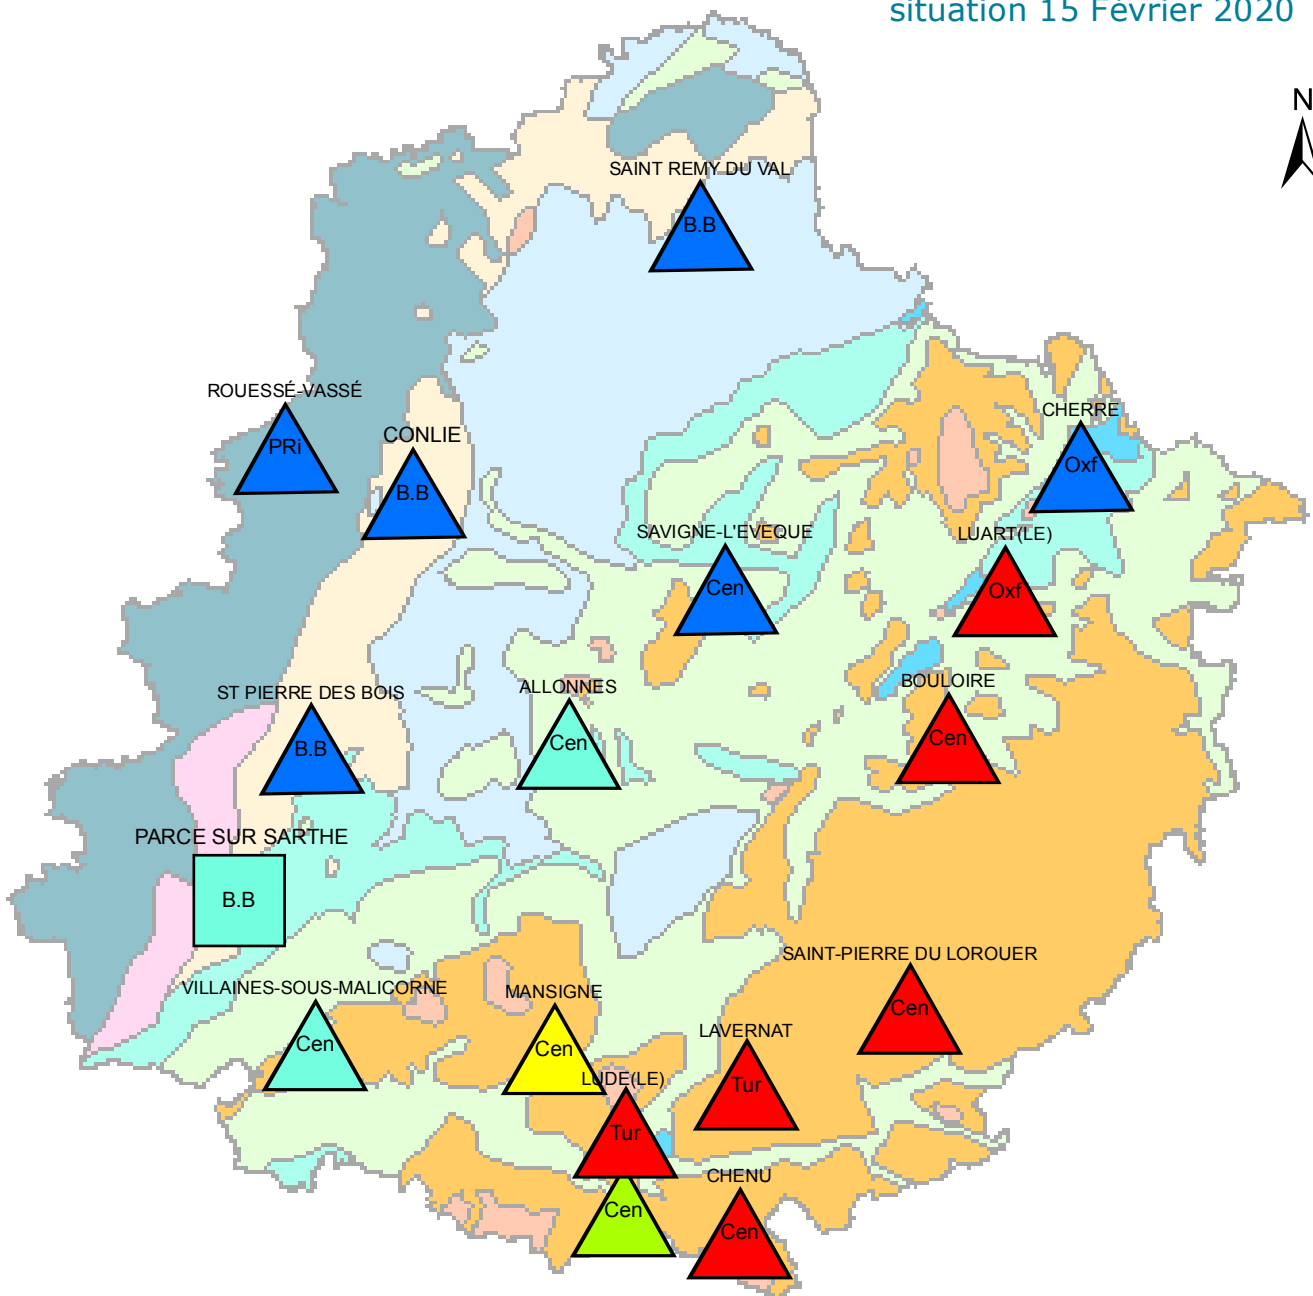 situation 15 Février 2020
N
SAINT REMY DU VAL
B.B
ROUESSÉ-VASSÉ
PRi
CONLIE
B.B
CHERRE
Oxf
SAVIGNE-L'EVEQUE
Cen
LUART(LE)
Oxf
ST PIERRE DES BOIS
B.B
ALLONNES
Cen
BOULOIRE
Cen
PARCE SUR SARTHE
B.B
SAINT-PIERRE DU LOROUER
Cen
VILLAINES-SOUS-MALICORNE
Cen
MANSIGNE
Cen
LAVERNAT
Tur
LUDE(LE)
Tur
Cen
CHENU
Cen